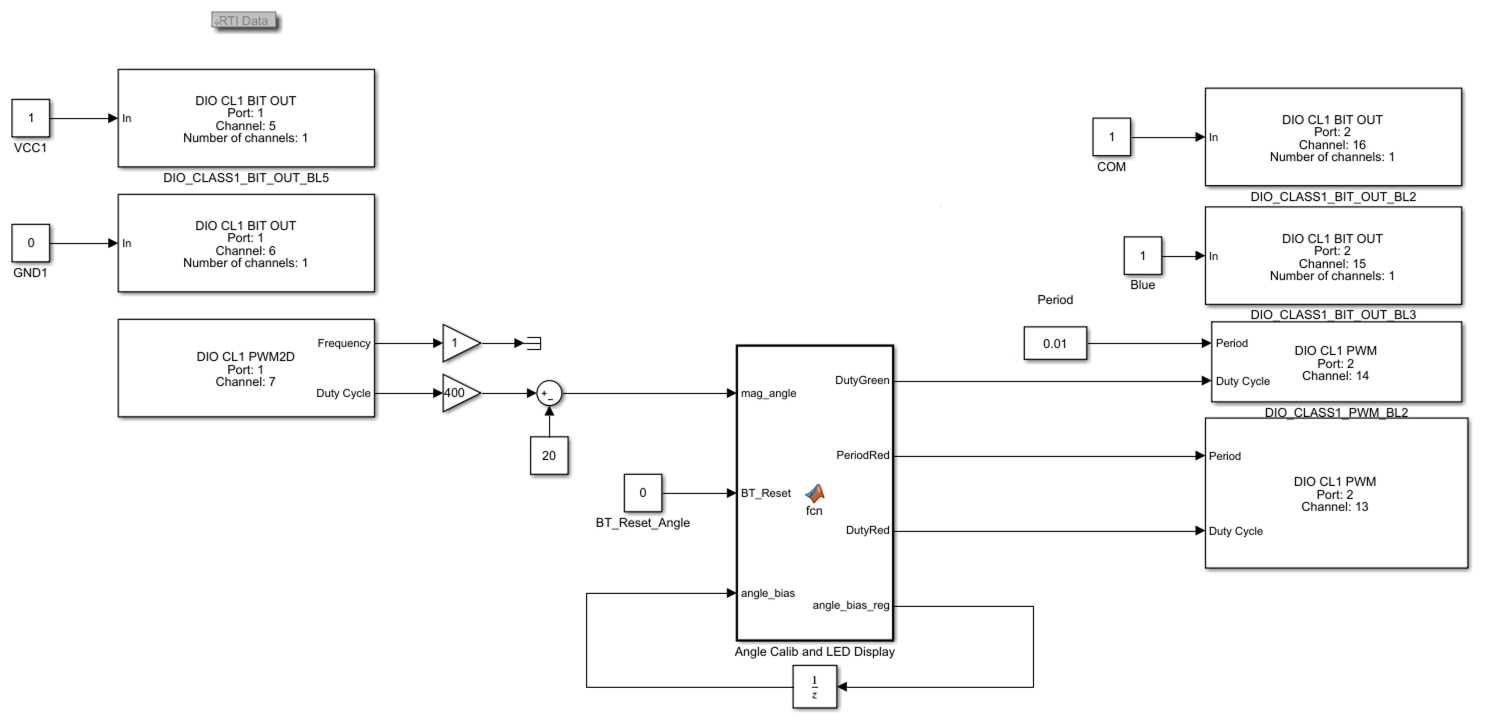 RTI Data
1
VCC1
In
DIO CL1 BIT OUT
Port: 1
Channel: 5
Number of channels: 1
DIO_CLASS1_BIT_OUT_BL5
0
GND1
In
DIO CL1 BIT OUT
Port: 1
Channel: 6
Number of channels: 1
DIO CL1 PWM2D
Port: 1
Channel: 7
Frequency
Duty Cycle
1
400
+
-
20
0
BT_Reset_Angle
mag_angle
BT_Reset
angle_bias
fcn
DutyGreen
PeriodRed
DutyRed
angle_bias_reg
Angle Calib and LED Display
1
z
1
COM
In
DIO CL1 BIT OUT
Port: 2
Channel: 16
Number of channels: 1
DIO_CLASS1_BIT_OUT_BL2
1
Blue
In
DIO CL1 BIT OUT
Port: 2
Channel: 15
Number of channels: 1
DIO_CLASS1_BIT_OUT_BL3
Period
0.01
Period
Duty Cycle
DIO CL1 PWM
Port: 2
Channel: 14
DIO_CLASS1_PWM_BL2
Period
Duty Cycle
DIO CL1 PWM
Port: 2
Channel: 13